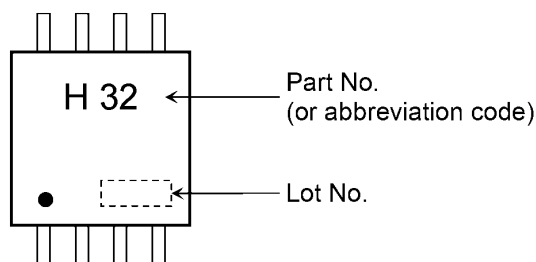 H 32
Part No.
(or abbreviation code)
Lot No.